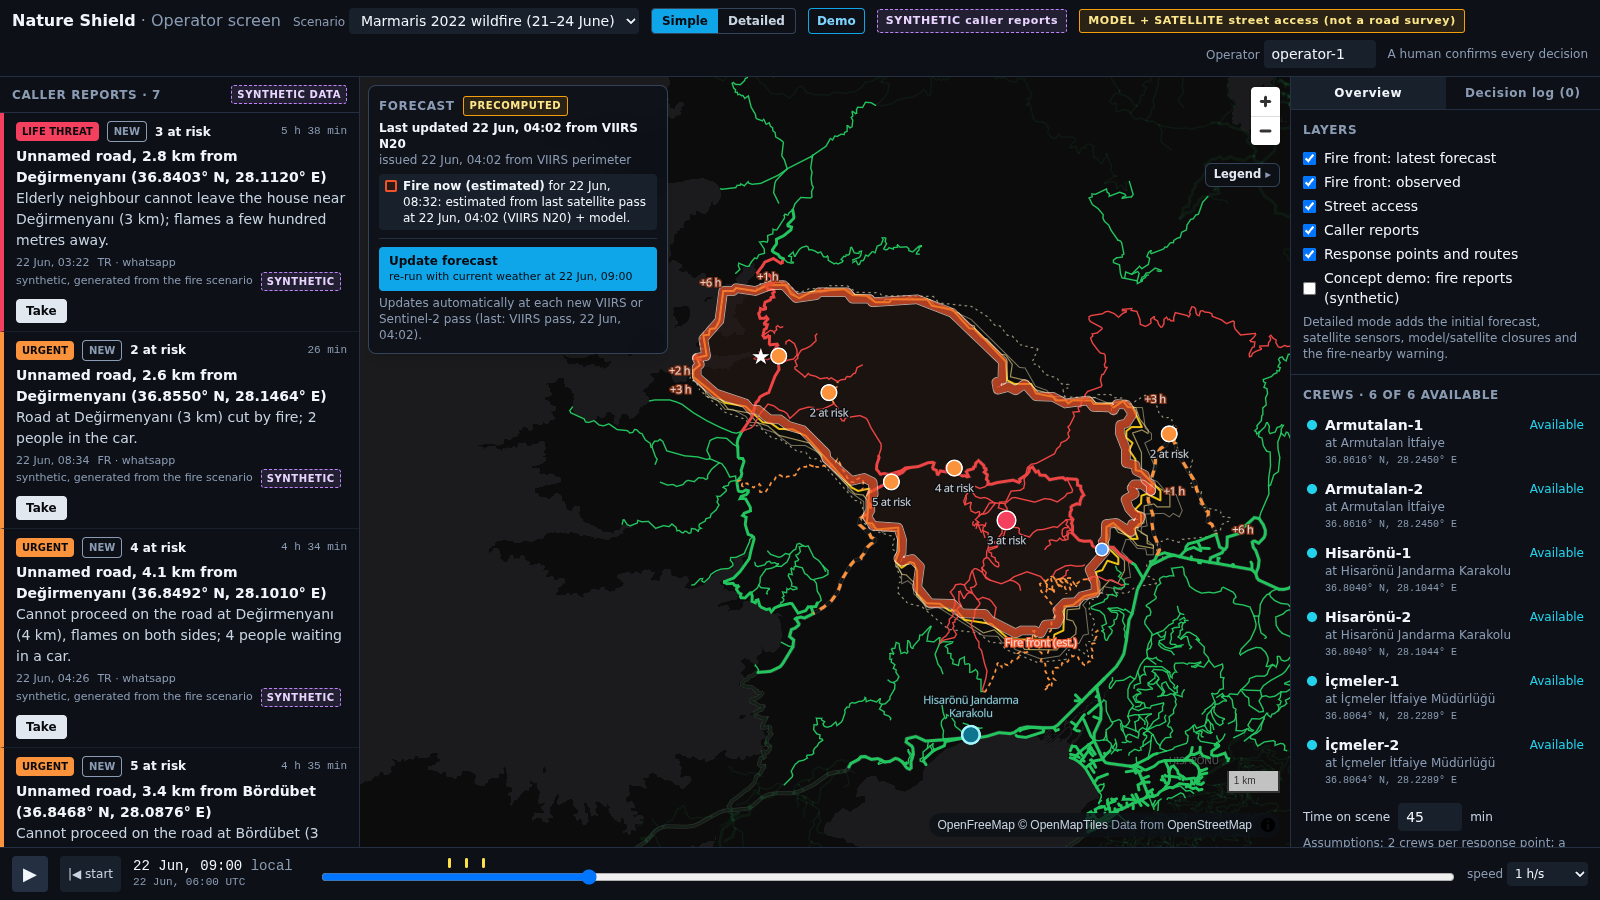 Nature Shield · Operator screen
Scenario Marmaris 2022 wildfire (21–24 June)
Simple Detailed Demo
SYNTHETIC caller reports
MODEL + SATELLITE street access (not a road survey)
Operator operator-1 A human confirms every decision
CALLER REPORTS · 7 SYNTHETIC DATA
LIFE THREAT NEW 3 at risk 5 h 38 min
Unnamed road, 2.8 km from
Değirmenyanı (36.8403° N, 28.1120° E)
Elderly neighbour cannot leave the house near
Değirmenyanı (3 km); flames a few hundred
metres away.
22 Jun, 03:22 TR · whatsapp
synthetic, generated from the fire scenario SYNTHETIC
Take
URGENT NEW 2 at risk 26 min
Unnamed road, 2.6 km from
Değirmenyanı (36.8550° N, 28.1464° E)
Road at Değirmenyanı (3 km) cut by fire; 2
people in the car.
22 Jun, 08:34 FR · whatsapp
synthetic, generated from the fire scenario SYNTHETIC
Take
URGENT NEW 4 at risk 4 h 34 min
Unnamed road, 4.1 km from
Değirmenyanı (36.8492° N, 28.1010° E)
Cannot proceed on the road at Değirmenyanı
(4 km), flames on both sides; 4 people waiting
in a car.
22 Jun, 04:26 TR · whatsapp
synthetic, generated from the fire scenario SYNTHETIC
Take
URGENT NEW 5 at risk 4 h 35 min
Unnamed road, 3.4 km from Bördübet
(36.8468° N, 28.0876° E)
Cannot proceed on the road at Bördübet (3
FORECAST PRECOMPUTED
Last updated 22 Jun, 04:02 from VIIRS
N20
issued 22 Jun, 04:02 from VIIRS perimeter
Fire now (estimated) for 22 Jun,
08:32: estimated from last satellite pass
at 22 Jun, 04:02 (VIIRS N20) + model.
Update forecast
re-run with current weather at 22 Jun, 09:00
Updates automatically at each new VIIRS or
Sentinel-2 pass (last: VIIRS pass, 22 Jun,
04:02).
+
−
Legend ▸
+6 h
+1 h
+2 h
+3 h
+3 h
+1 h
+6 h
2 at risk
2 at risk
4 at risk
5 at risk
3 at risk
Fire front (est.)
Hisarönü Jandarma
Karakolu
1 km
OpenFreeMap © OpenMapTiles Data from OpenStreetMap
Overview Decision log (0)
LAYERS
Fire front: latest forecast
Fire front: observed
Street access
Caller reports
Response points and routes
Concept demo: fire reports
(synthetic)
Detailed mode adds the initial forecast,
satellite sensors, model/satellite closures and
the fire-nearby warning.
CREWS · 6 OF 6 AVAILABLE
Armutalan-1 Available
at Armutalan İtfaiye
36.8616° N, 28.2450° E
Armutalan-2 Available
at Armutalan İtfaiye
36.8616° N, 28.2450° E
Hisarönü-1 Available
at Hisarönü Jandarma Karakolu
36.8040° N, 28.1044° E
Hisarönü-2 Available
at Hisarönü Jandarma Karakolu
36.8040° N, 28.1044° E
İçmeler-1 Available
at İçmeler İtfaiye Müdürlüğü
36.8064° N, 28.2289° E
İçmeler-2 Available
at İçmeler İtfaiye Müdürlüğü
36.8064° N, 28.2289° E
Time on scene 45 min
Assumptions: 2 crews per response point; a
▶ |◀ start
22 Jun, 09:00 local
22 Jun, 06:00 UTC
speed 1 h/s